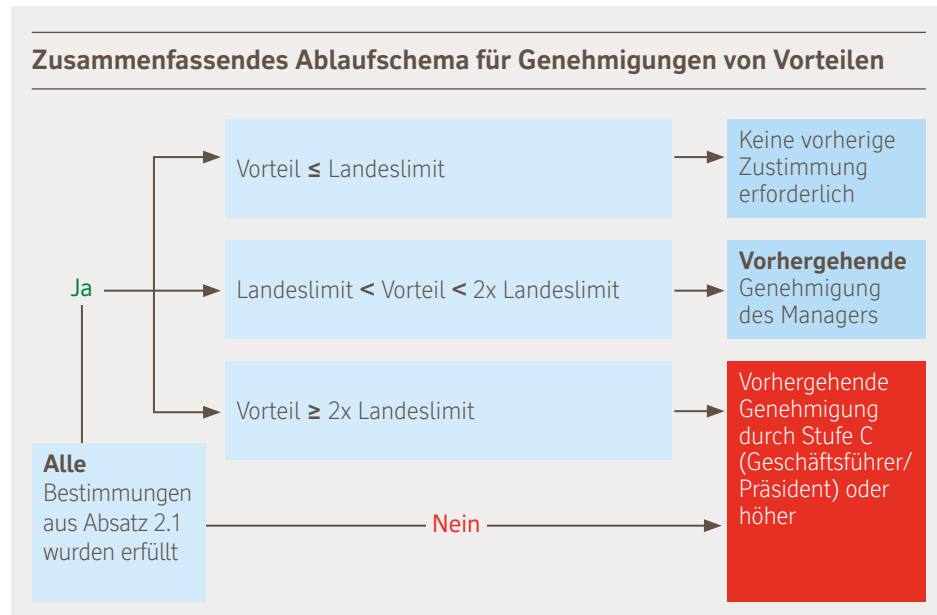 Zusammenfassendes Ablaufschema für Genehmigungen von Vorteilen
Vorteil ≤ Landeslimit
Keine vorherige
Zustimmung
erforderlich
Ja
Landeslimit < Vorteil < 2x Landeslimit
Vorhergehende
Genehmigung
des Managers
Vorteil ≥ 2x Landeslimit
Vorhergehende
Genehmigung
durch Stufe C
(Geschäftsführer/
Präsident) oder
höher
Alle
Bestimmungen
aus Absatz 2.1
wurden erfüllt
Nein